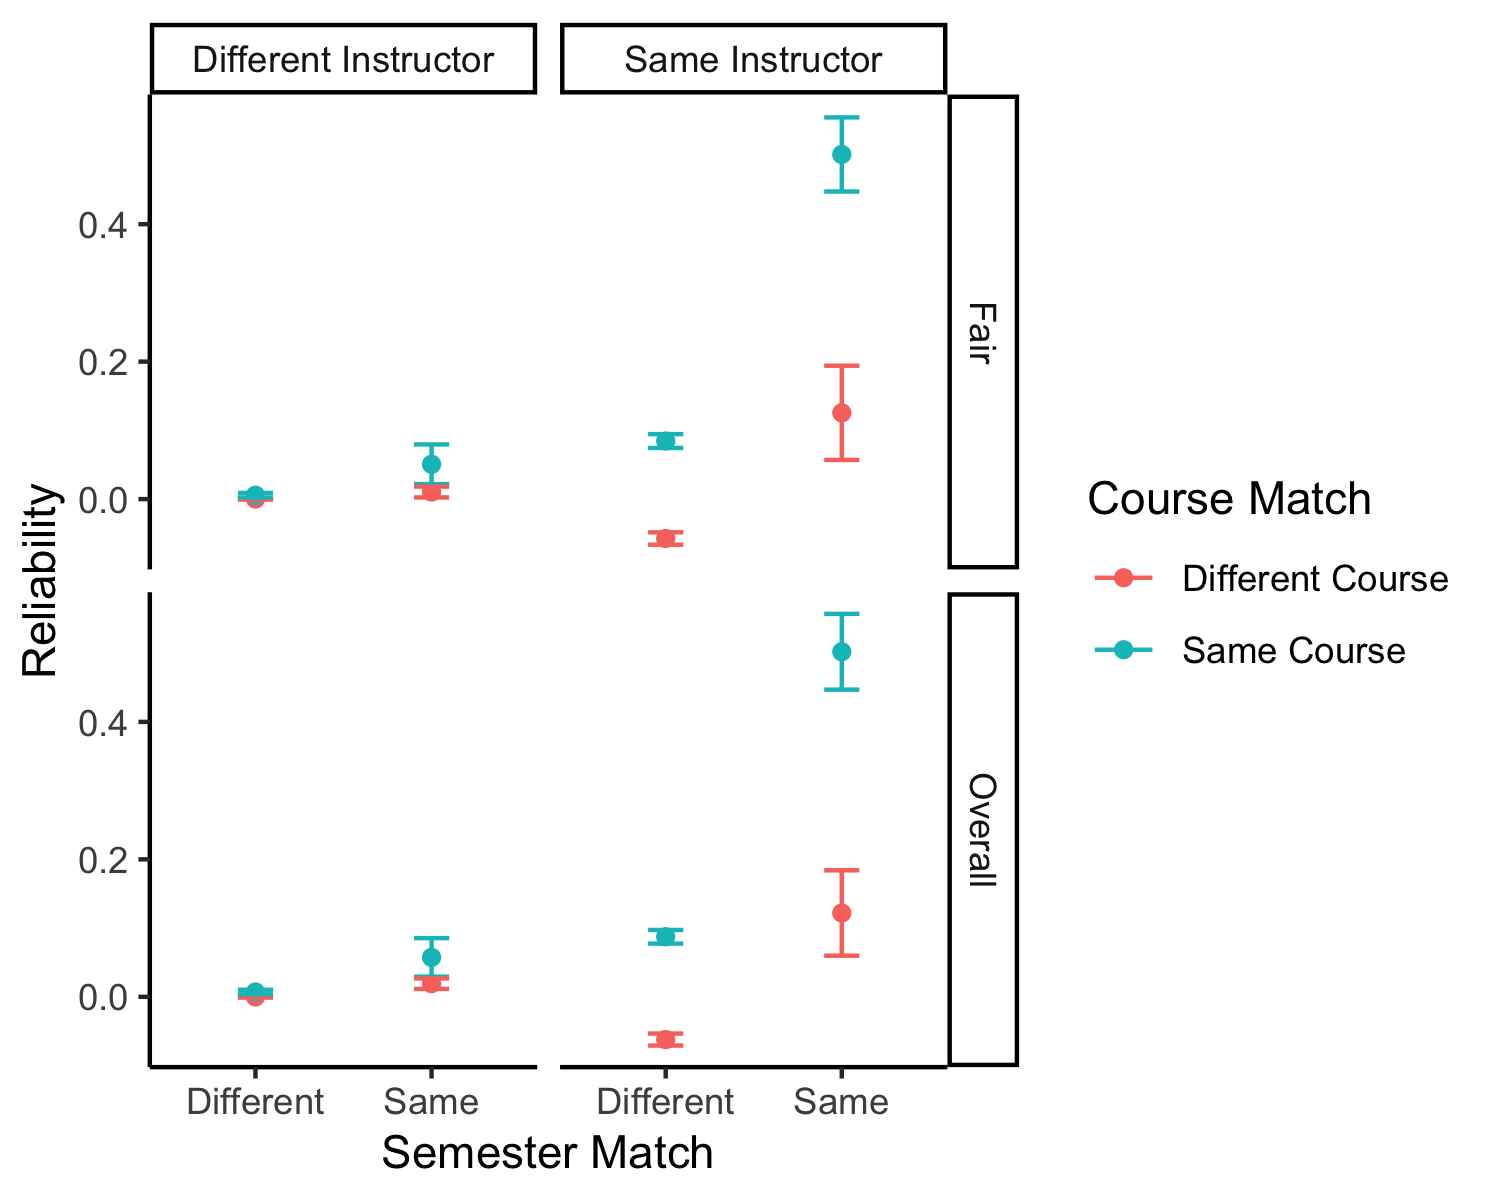 Different Instructor
Same Instructor
0.4
0.2
0.0
Fair
0.4
0.2
0.0
Overall
Reliability
Different
Same
Different
Same
Semester Match
Course Match
Different Course
Same Course